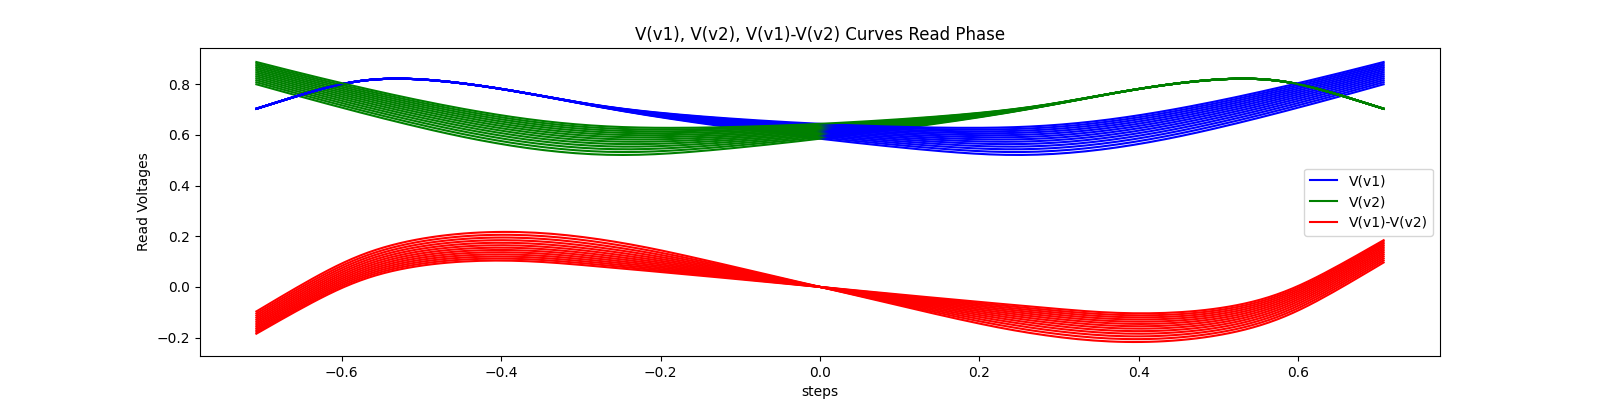 V(v1), V(v2), V(v1)-V(v2) Curves Read Phase
Read Voltages
0.8
0.6
0.4
0.2
0.0
−0.2
V(v1)
V(v2)
V(v1)-V(v2)
−0.6
−0.4
−0.2
0.0
0.2
0.4
0.6
steps